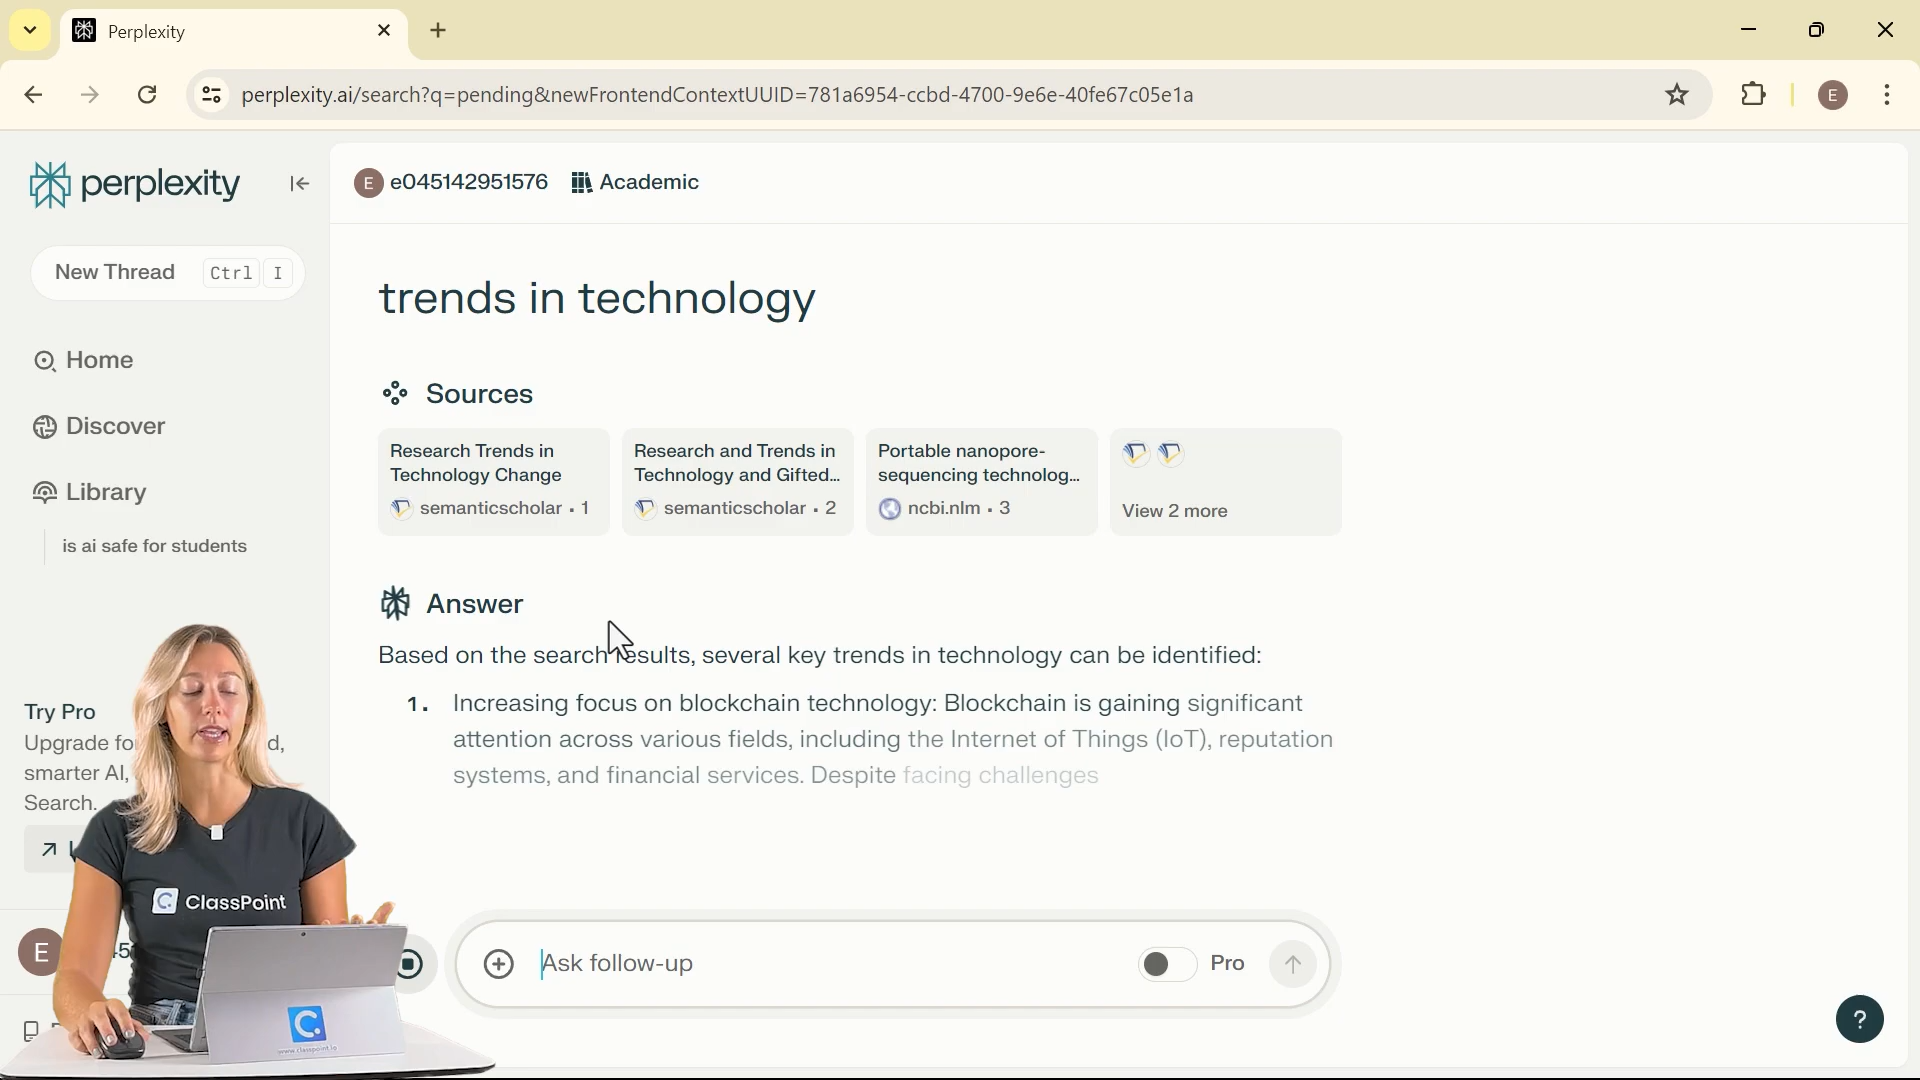 Perplexity
perplexity.ai/search?q=pending&newFrontendContextUUID=781a6954-ccbd-4700-9e6e-40fe67c05e1a
E
perplexity
E e045142951576 Academic
New Thread Ctrl I
Home
Discover
Library
is ai safe for students
trends in technology
Sources
Research Trends in
Technology Change
semanticscholar · 1
Research and Trends in
Technology and Gifted...
semanticscholar · 2
Portable nanopore-
sequencing technolog...
ncbi.nlm · 3
View 2 more
Answer
Based on the search results, several key trends in technology can be identified:
1. Increasing focus on blockchain technology: Blockchain is gaining significant
attention across various fields, including the Internet of Things (IoT), reputation
systems, and financial services. Despite facing challenges
Try Pro
Upgrade fo d,
smarter AI,
Search.
ClassPoint
E 45
C.
www.classpoint.io
Ask follow-up
Pro
?